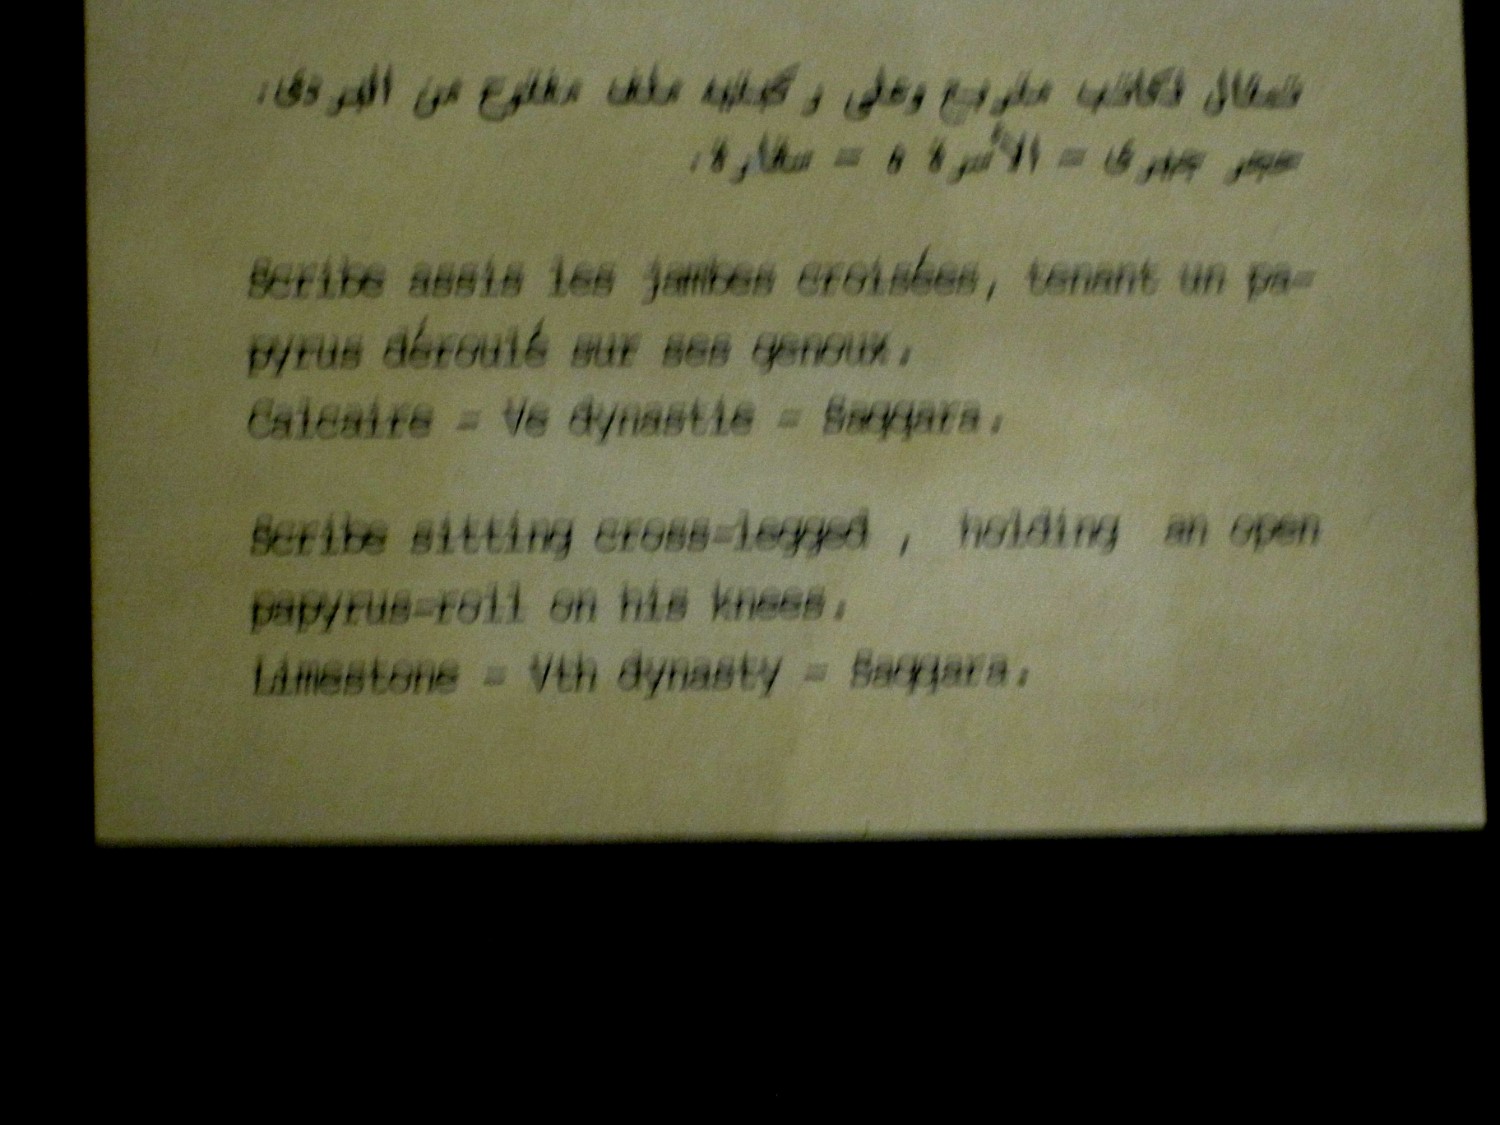 تمثال لكاتب متربع وعلى ركبتيه ملف مفتوح من البردى.
حجر جيرى = الأسرة ٥ = سقارة.
Scribe assis les jambes croisées, tenant un pa=
pyrus déroulé sur ses genoux.
Calcaire = Ve dynastie = Saqqara.
Scribe sitting cross=legged , holding an open
papyrus=roll on his knees.
Limestone = Vth dynasty = Saqqara.